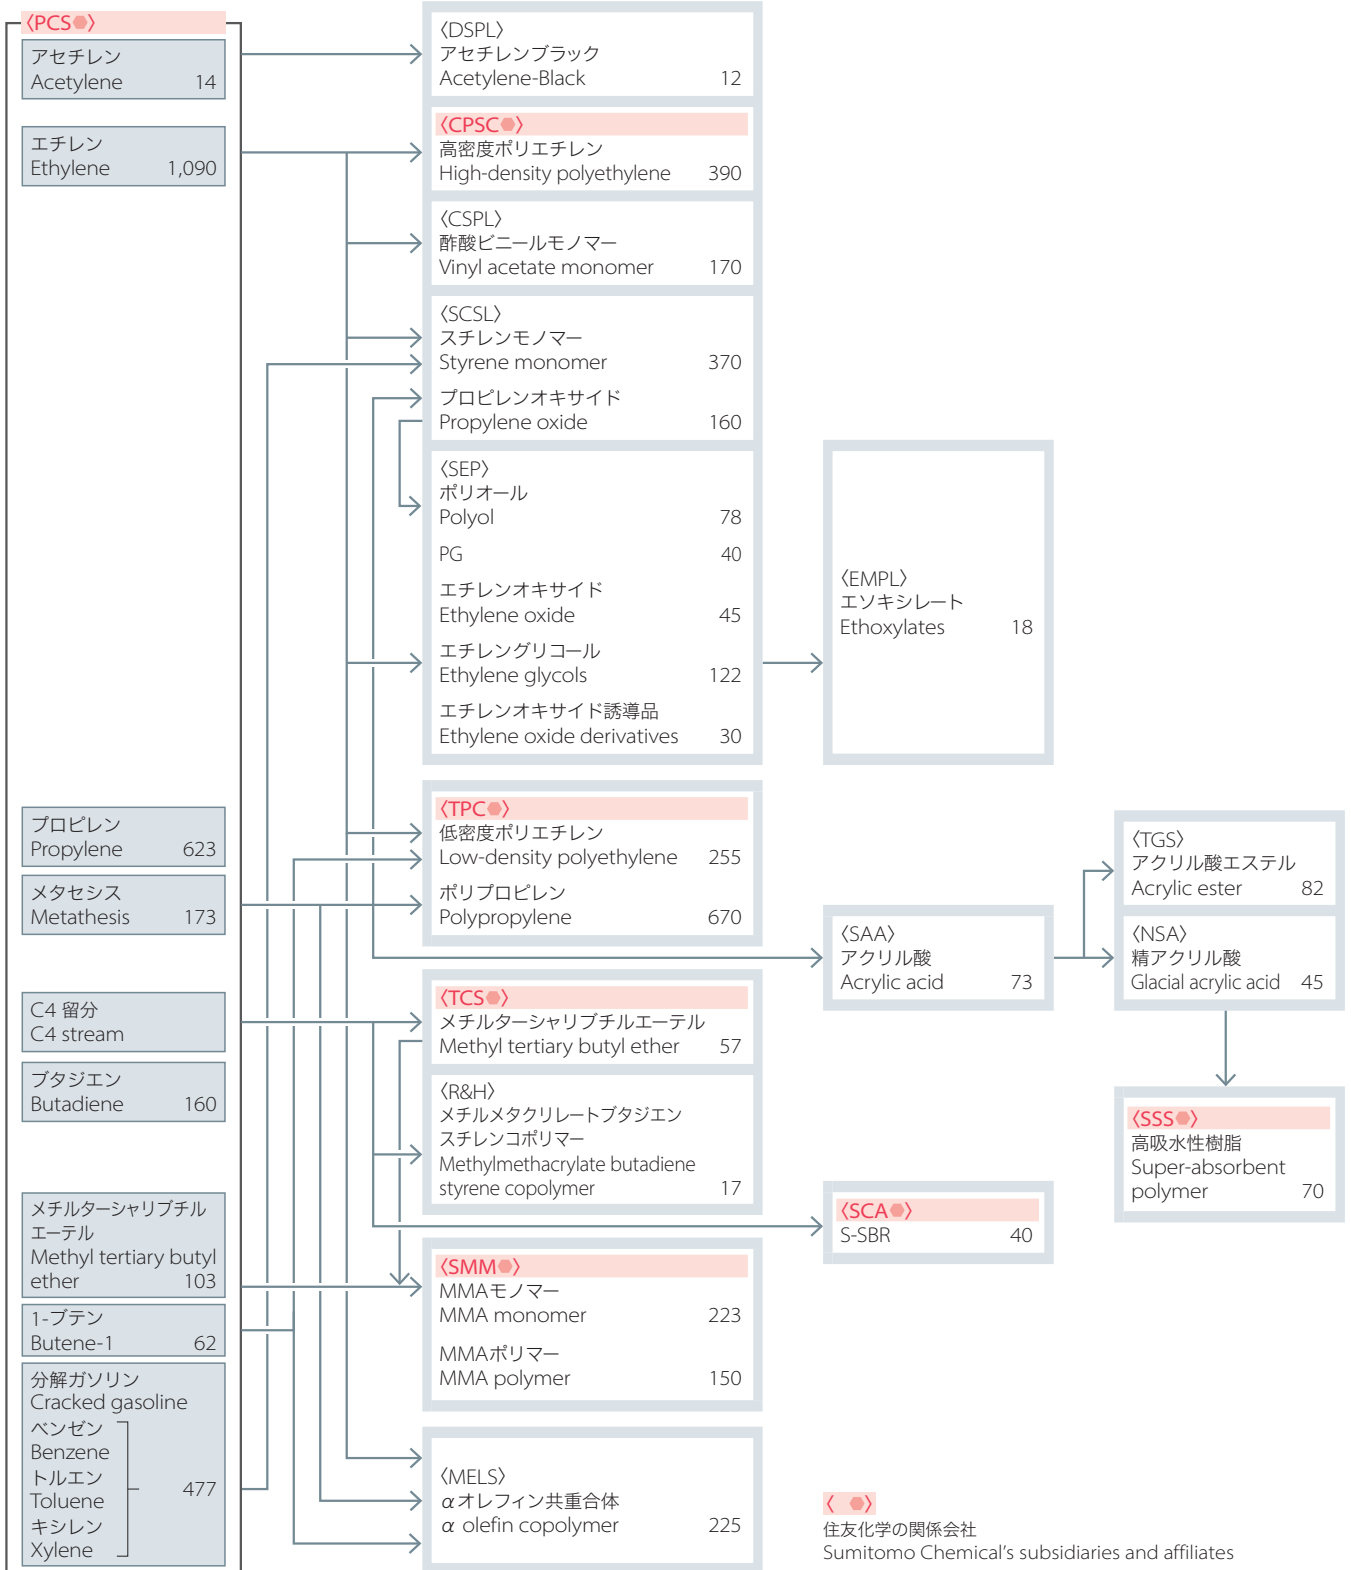 〈PCS〉
アセチレン
Acetylene 14
エチレン
Ethylene 1,090
プロピレン
Propylene 623
メタセシス
Metathesis 173
C4 留分
C4 stream
ブタジエン
Butadiene 160
メチルターシャリブチル
エーテル
Methyl tertiary butyl
ether 103
1-ブテン
Butene-1 62
分解ガソリン
Cracked gasoline
ベンゼン
Benzene
トルエン
Toluene 477
キシレン
Xylene
〈DSPL〉
アセチレンブラック
Acetylene-Black 12
〈CPSC〉
高密度ポリエチレン
High-density polyethylene 390
〈CSPL〉
酢酸ビニールモノマー
Vinyl acetate monomer 170
〈SCSL〉
スチレンモノマー
Styrene monomer 370
プロピレンオキサイド
Propylene oxide 160
〈SEP〉
ポリオール
Polyol 78
PG 40
エチレンオキサイド
Ethylene oxide 45
エチレングリコール
Ethylene glycols 122
エチレンオキサイド誘導品
Ethylene oxide derivatives 30
〈EMPL〉
エソキシレート
Ethoxylates 18
〈TPC〉
低密度ポリエチレン
Low-density polyethylene 255
ポリプロピレン
Polypropylene 670
〈SAA〉
アクリル酸
Acrylic acid 73
〈TGS〉
アクリル酸エステル
Acrylic ester 82
〈NSA〉
精アクリル酸
Glacial acrylic acid 45
〈SSS〉
高吸水性樹脂
Super-absorbent
polymer 70
〈TCS〉
メチルターシャリブチルエーテル
Methyl tertiary butyl ether 57
〈R&H〉
メチルメタクリレートブタジエン
スチレンコポリマー
Methylmethacrylate butadiene
styrene copolymer 17
〈SCA〉
S-SBR 40
〈SMM〉
MMAモノマー
MMA monomer 223
MMAポリマー
MMA polymer 150
〈MELS〉
αオレフィン共重合体
α olefin copolymer 225
〈 〉
住友化学の関係会社
Sumitomo Chemical's subsidiaries and affiliates